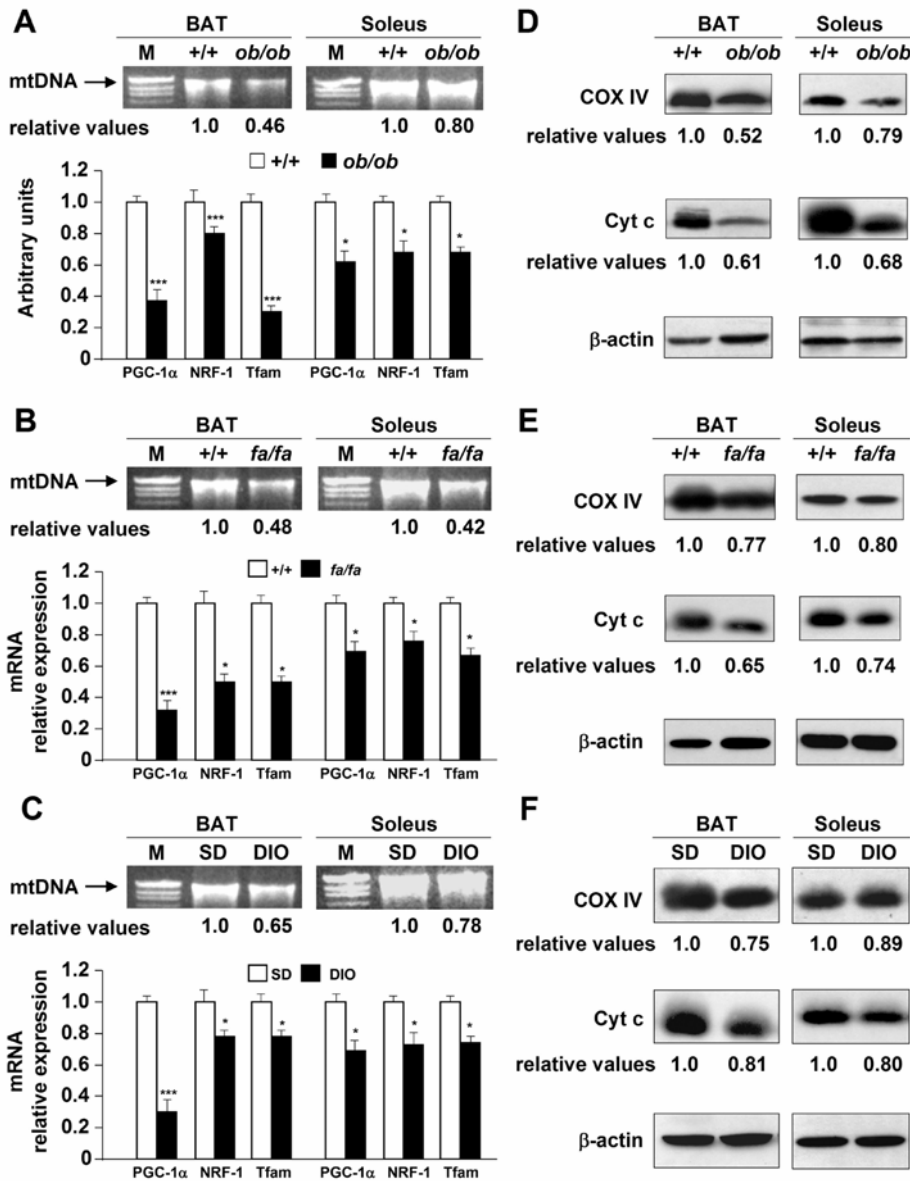 A
BAT Soleus
M +/+ ob/ob M +/+ ob/ob
mtDNA
relative values 1.0 0.46 1.0 0.80
+/+ ob/ob
Arbitrary units
1.2
1.0
0.8
0.6
0.4
0.2
0
*** *** *** * * *
PGC-1α NRF-1 Tfam PGC-1α NRF-1 Tfam
B
BAT Soleus
M +/+ fa/fa M +/+ fa/fa
mtDNA
relative values 1.0 0.48 1.0 0.42
+/+ fa/fa
mRNA
relative expression
1.2
1.0
0.8
0.6
0.4
0.2
0
*** * * * * *
PGC-1α NRF-1 Tfam PGC-1α NRF-1 Tfam
C
BAT Soleus
M SD DIO M SD DIO
mtDNA
relative values 1.0 0.65 1.0 0.78
SD DIO
mRNA
relative expression
1.2
1.0
0.8
0.6
0.4
0.2
0
*** * * * * *
PGC-1α NRF-1 Tfam PGC-1α NRF-1 Tfam
D
BAT Soleus
+/+ ob/ob +/+ ob/ob
COX IV
relative values 1.0 0.52 1.0 0.79
Cyt c
relative values 1.0 0.61 1.0 0.68
β-actin
E
BAT Soleus
+/+ fa/fa +/+ fa/fa
COX IV
relative values 1.0 0.77 1.0 0.80
Cyt c
relative values 1.0 0.65 1.0 0.74
β-actin
F
BAT Soleus
SD DIO SD DIO
COX IV
relative values 1.0 0.75 1.0 0.89
Cyt c
relative values 1.0 0.81 1.0 0.80
β-actin